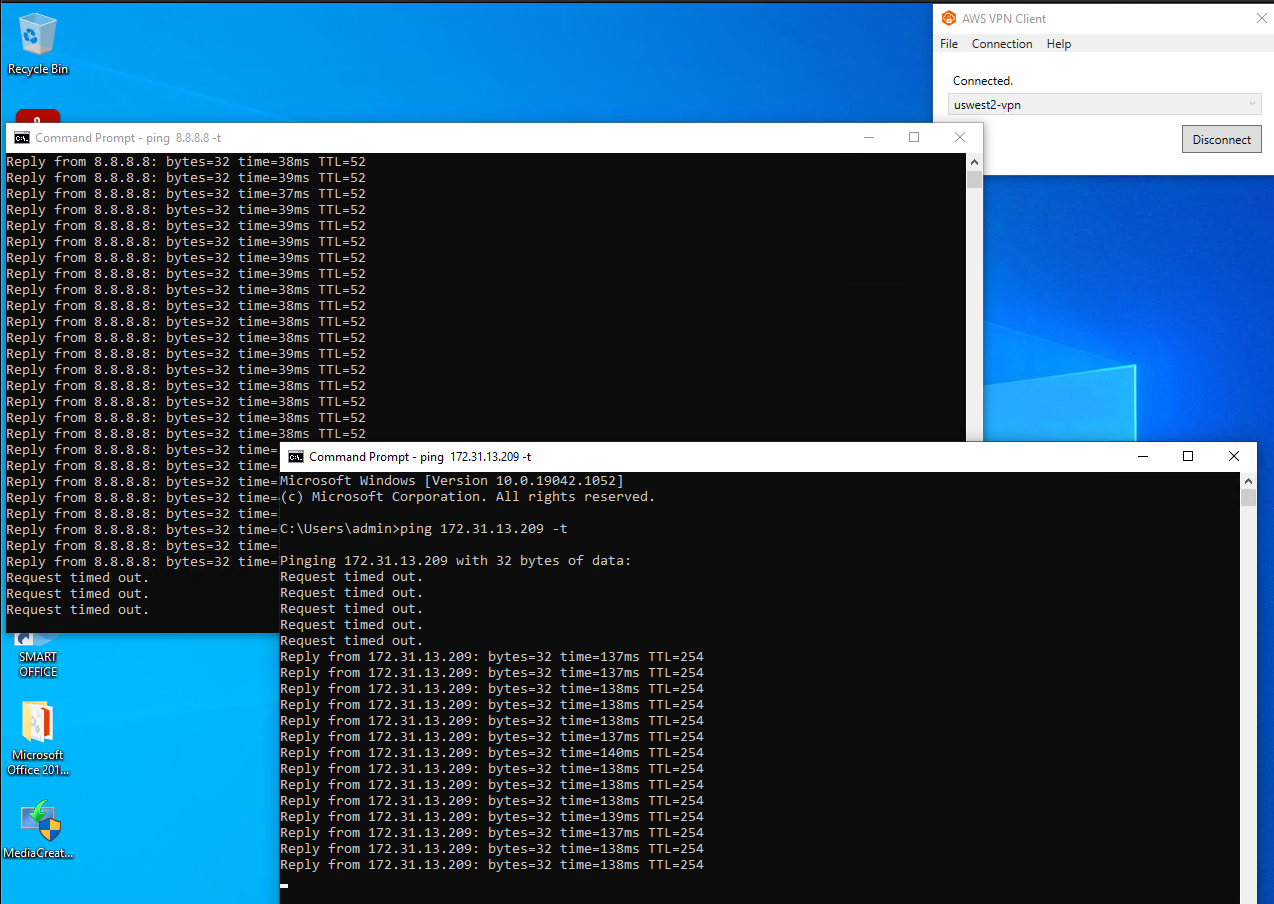 Recycle Bin
AWS VPN Client
File Connection Help
Connected.
uswest2-vpn
Disconnect
Command Prompt - ping 8.8.8.8 -t
Reply from 8.8.8.8: bytes=32 time=38ms TTL=52
Reply from 8.8.8.8: bytes=32 time=39ms TTL=52
Reply from 8.8.8.8: bytes=32 time=37ms TTL=52
Reply from 8.8.8.8: bytes=32 time=39ms TTL=52
Reply from 8.8.8.8: bytes=32 time=39ms TTL=52
Reply from 8.8.8.8: bytes=32 time=39ms TTL=52
Reply from 8.8.8.8: bytes=32 time=39ms TTL=52
Reply from 8.8.8.8: bytes=32 time=39ms TTL=52
Reply from 8.8.8.8: bytes=32 time=38ms TTL=52
Reply from 8.8.8.8: bytes=32 time=38ms TTL=52
Reply from 8.8.8.8: bytes=32 time=38ms TTL=52
Reply from 8.8.8.8: bytes=32 time=38ms TTL=52
Reply from 8.8.8.8: bytes=32 time=39ms TTL=52
Reply from 8.8.8.8: bytes=32 time=39ms TTL=52
Reply from 8.8.8.8: bytes=32 time=38ms TTL=52
Reply from 8.8.8.8: bytes=32 time=38ms TTL=52
Reply from 8.8.8.8: bytes=32 time=38ms TTL=52
Reply from 8.8.8.8: bytes=32 time=38ms TTL=52
Reply from 8.8.8.8: bytes=32 time=
Reply from 8.8.8.8: bytes=32 time=
Reply from 8.8.8.8: bytes=32 time=
Reply from 8.8.8.8: bytes=32 time=
Reply from 8.8.8.8: bytes=32 time=
Reply from 8.8.8.8: bytes=32 time=
Reply from 8.8.8.8: bytes=32 time=
Reply from 8.8.8.8: bytes=32 time=
Request timed out.
Request timed out.
Request timed out.
Command Prompt - ping 172.31.13.209 -t
Microsoft Windows [Version 10.0.19042.1052]
(c) Microsoft Corporation. All rights reserved.
C:\Users\admin>ping 172.31.13.209 -t
Pinging 172.31.13.209 with 32 bytes of data:
Request timed out.
Request timed out.
Request timed out.
Request timed out.
Request timed out.
Reply from 172.31.13.209: bytes=32 time=137ms TTL=254
Reply from 172.31.13.209: bytes=32 time=137ms TTL=254
Reply from 172.31.13.209: bytes=32 time=138ms TTL=254
Reply from 172.31.13.209: bytes=32 time=138ms TTL=254
Reply from 172.31.13.209: bytes=32 time=138ms TTL=254
Reply from 172.31.13.209: bytes=32 time=137ms TTL=254
Reply from 172.31.13.209: bytes=32 time=140ms TTL=254
Reply from 172.31.13.209: bytes=32 time=138ms TTL=254
Reply from 172.31.13.209: bytes=32 time=138ms TTL=254
Reply from 172.31.13.209: bytes=32 time=138ms TTL=254
Reply from 172.31.13.209: bytes=32 time=139ms TTL=254
Reply from 172.31.13.209: bytes=32 time=137ms TTL=254
Reply from 172.31.13.209: bytes=32 time=138ms TTL=254
Reply from 172.31.13.209: bytes=32 time=138ms TTL=254
SMART
OFFICE
Microsoft
Office 201...
MediaCreat...